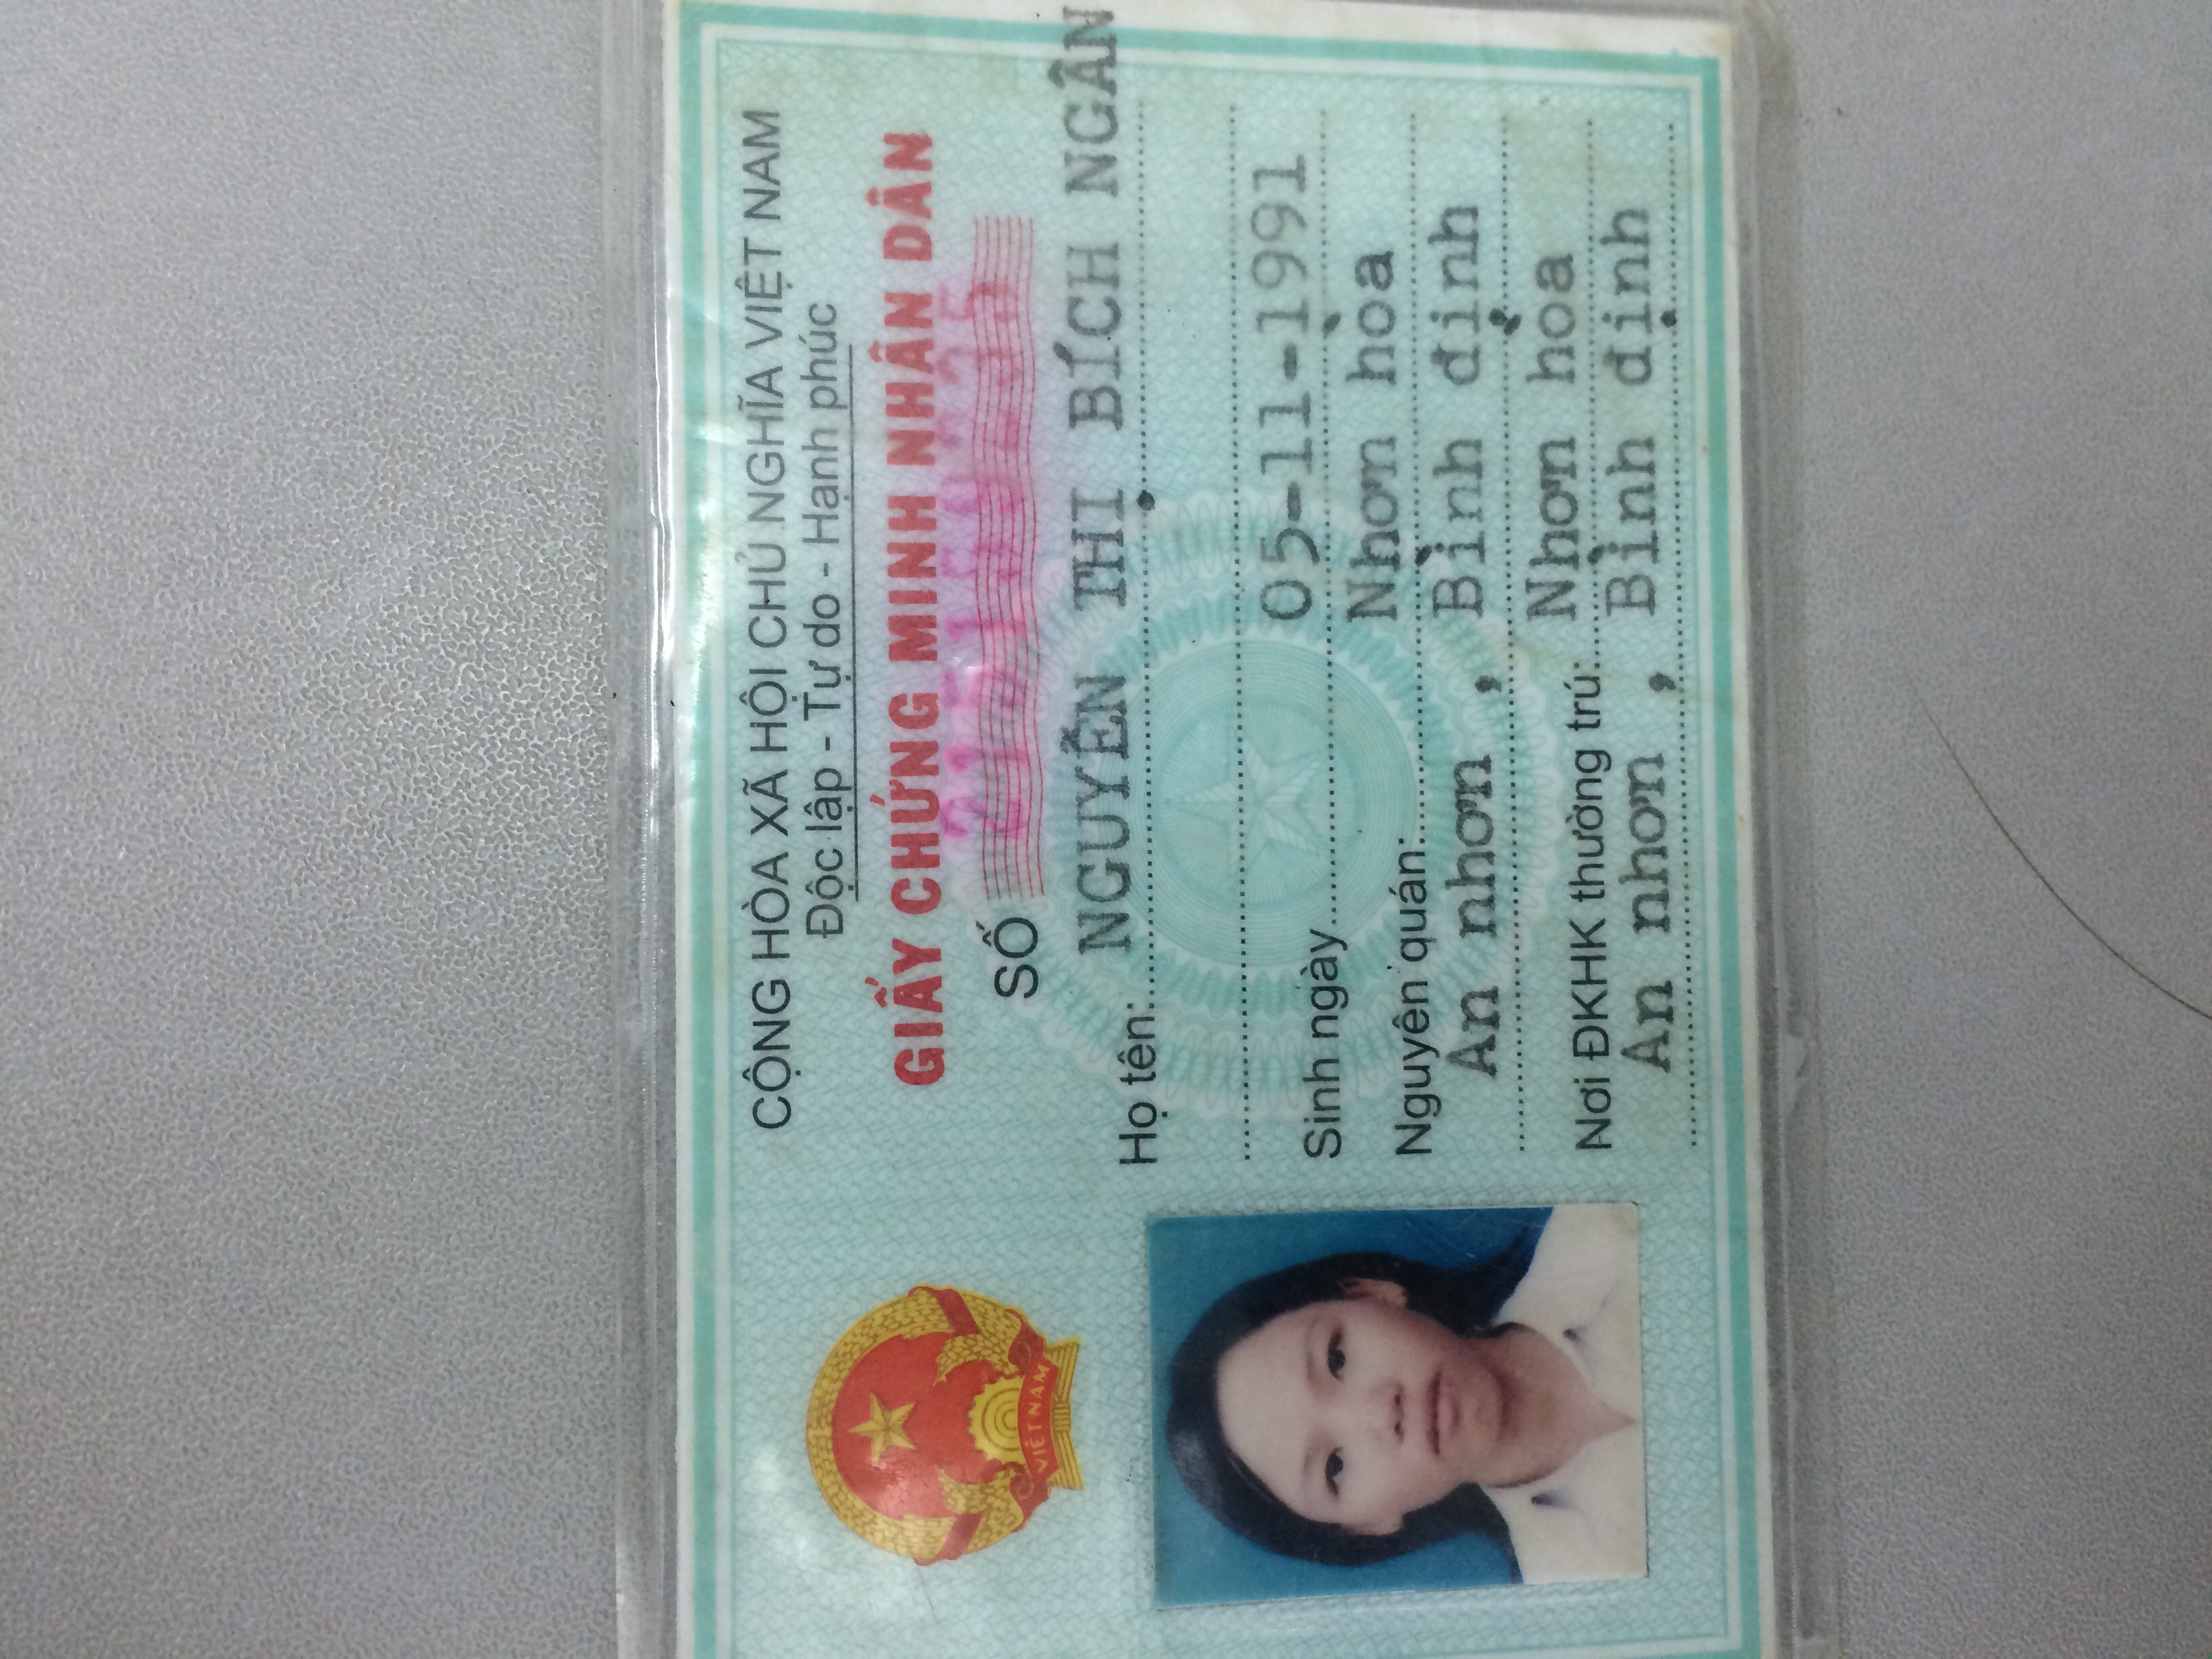 CỘNG HÒA XÃ HỘI CHỦ NGHĨA VIỆT NAM
Độc lập - Tự do - Hạnh phúc
GIẤY CHỨNG MINH NHÂN DÂN
SỐ 215159235
VIỆT NAM
Họ tên: NGUYỄN THỊ BÍCH NGÂN
Sinh ngày 05-11-1991
Nguyên quán: Nhơn hòa
An nhơn , Bình định
Nơi ĐKHK thường trú: Nhơn hòa
An nhơn , Bình định